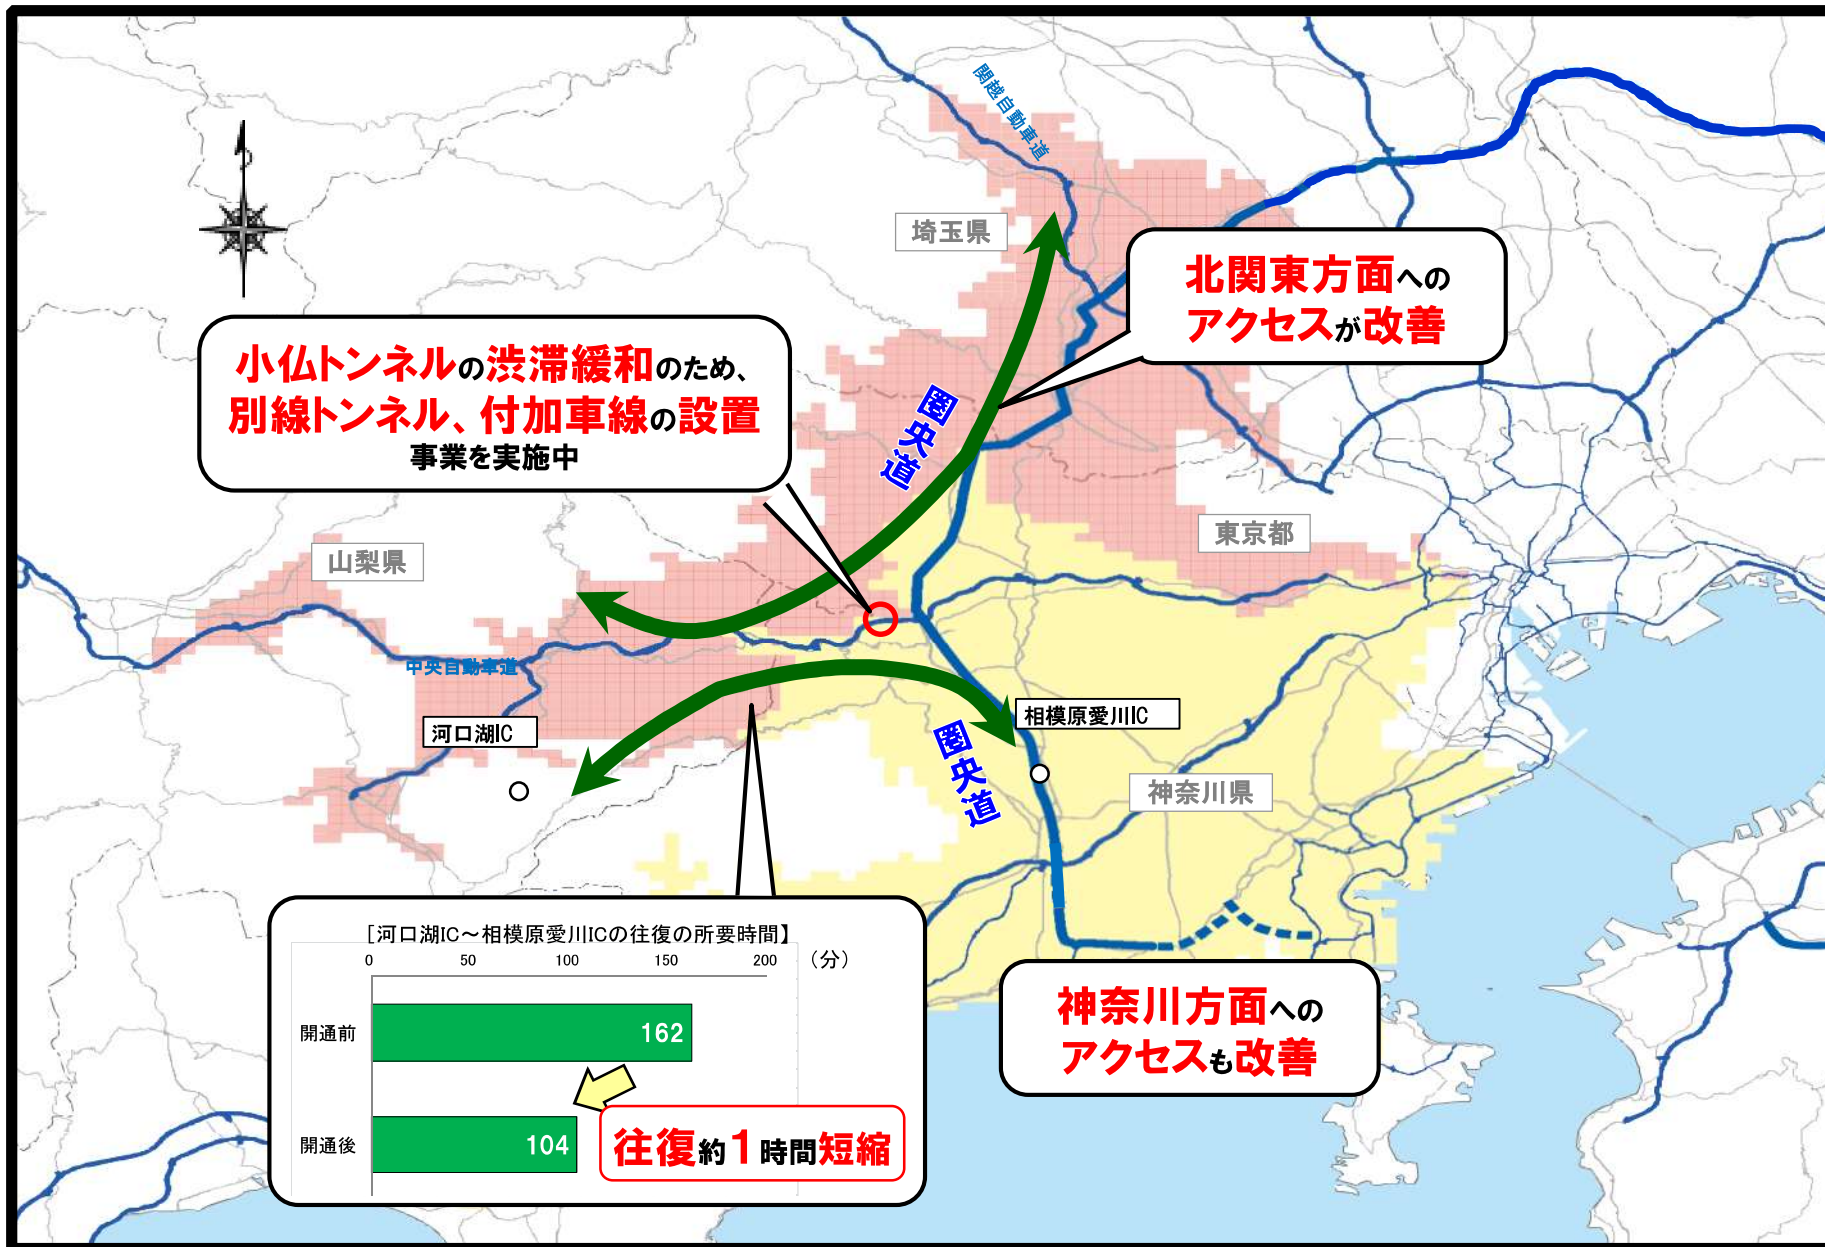 関越自動車道
埼玉県
北関東方面への
アクセスが改善
小仏トンネルの渋滞緩和のため、
別線トンネル、付加車線の設置
事業を実施中
圏央道
東京都
山梨県
中央自動車道
河口湖IC
相模原愛川IC
圏央道
神奈川県
[河口湖IC～相模原愛川ICの往復の所要時間】
0 50 100 150 200 （分）
開通前 162
開通後 104
往復約1時間短縮
神奈川方面への
アクセスも改善